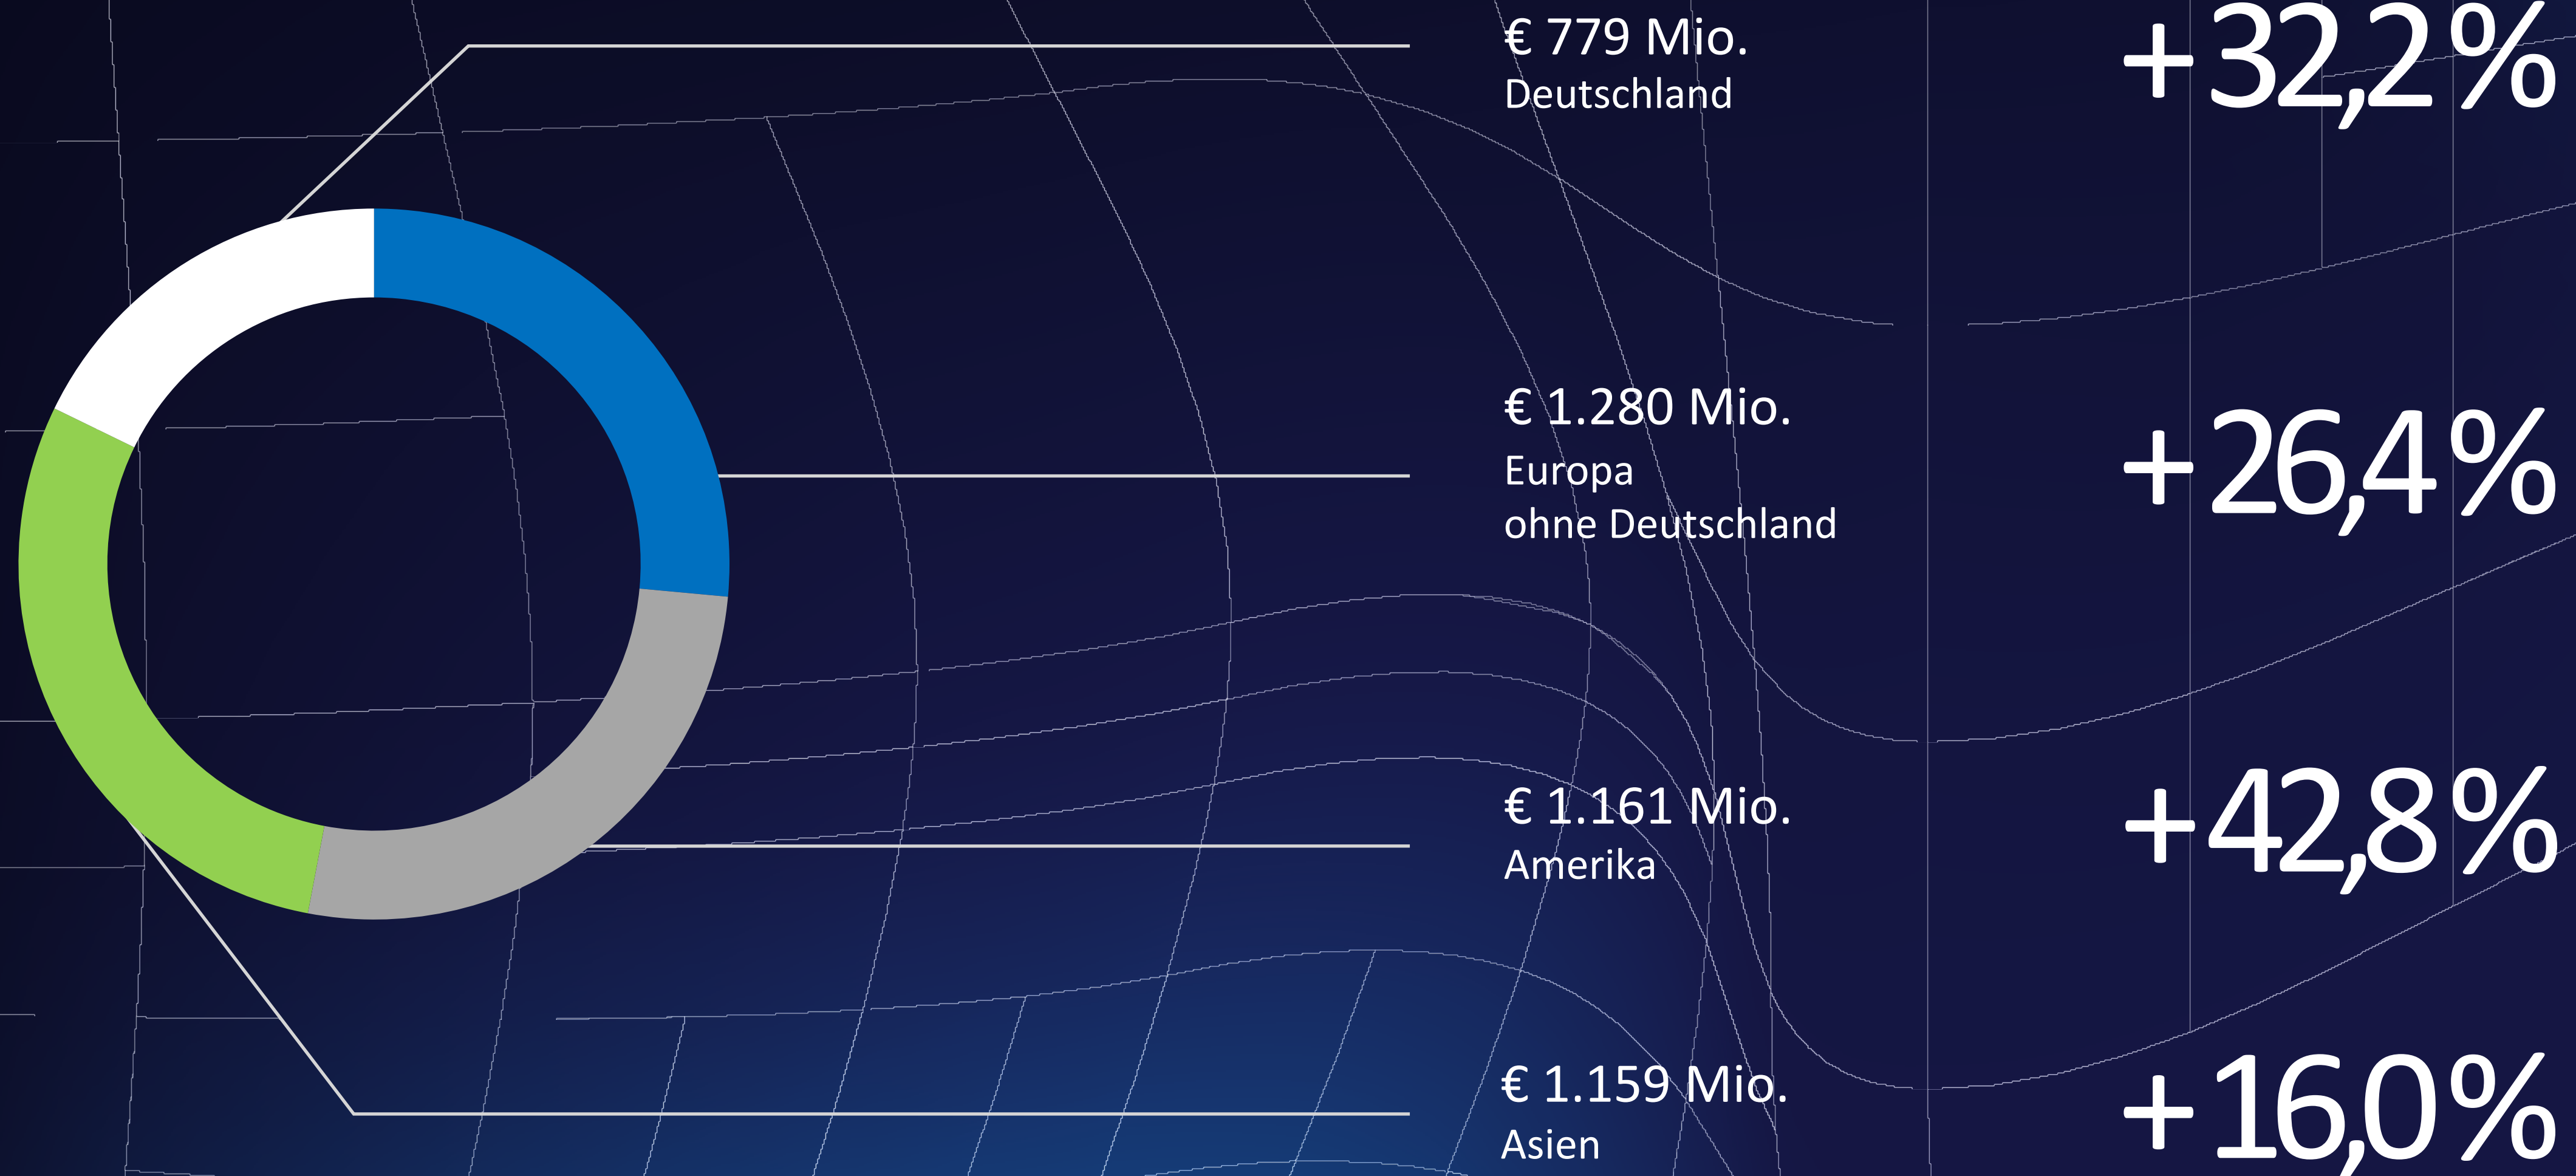 € 779 Mio.
Deutschland
+32,2%
€ 1.280 Mio.
Europa
ohne Deutschland
+26,4%
€ 1.161 Mio.
Amerika
+42,8%
€ 1.159 Mio.
Asien
+16,0%